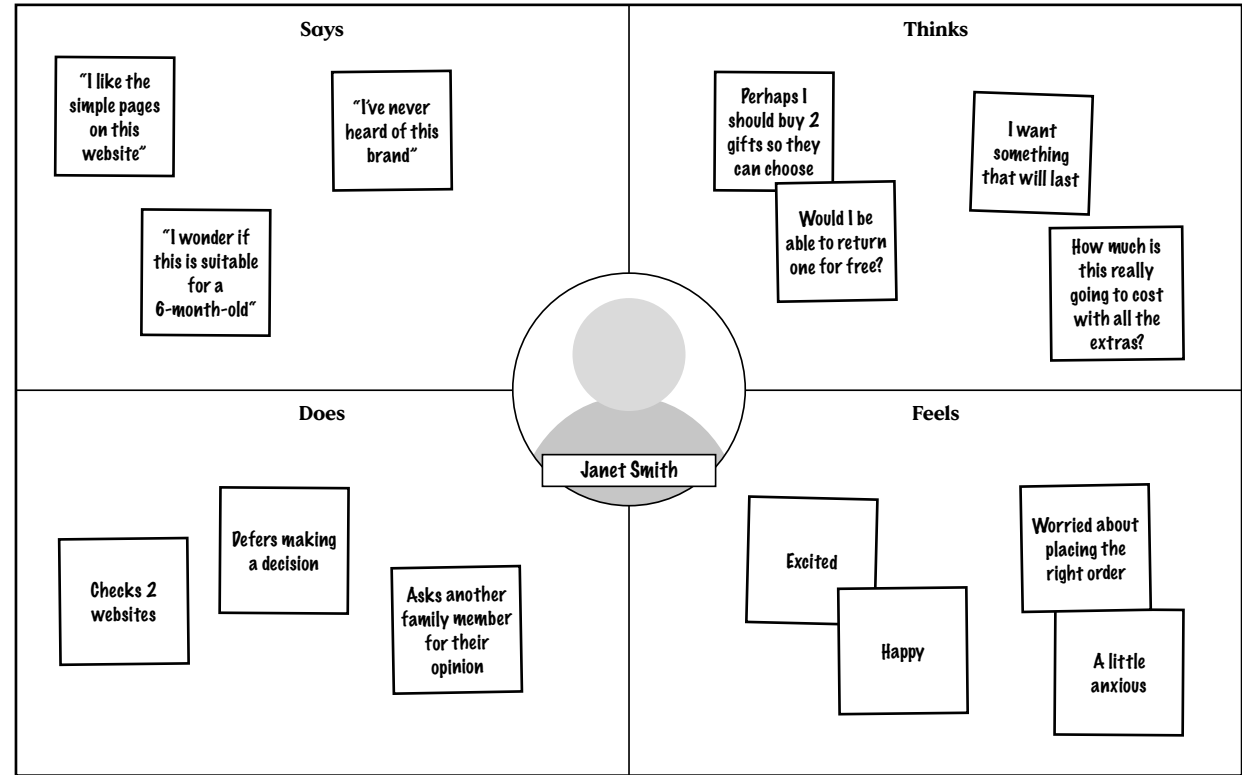 Says
"I like the
simple pages
on this
website"
"I've never
heard of this
brand"
"I wonder if
this is suitable
for a
6-month-old"
Thinks
Perhaps I
should buy 2
gifts so they
can choose
Would I be
able to return
one for free?
I want
something
that will last
How much is
this really
going to cost
with all the
extras?
Janet Smith
Does
Checks 2
websites
Defers making
a decision
Asks another
family member
for their
opinion
Feels
Excited
Happy
Worried about
placing the
right order
A little
anxious